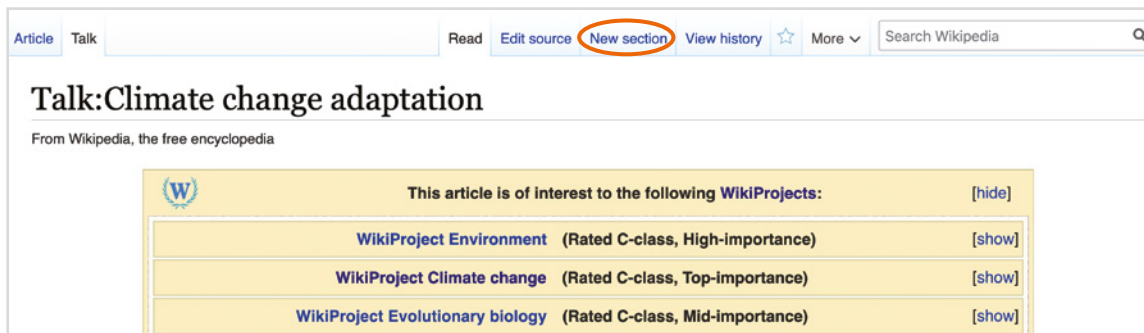 Article Talk Read Edit source New section View history More Search Wikipedia
Talk:Climate change adaptation
From Wikipedia, the free encyclopedia
W This article is of interest to the following WikiProjects: [hide]
WikiProject Environment (Rated C-class, High-importance) [show]
WikiProject Climate change (Rated C-class, Top-importance) [show]
WikiProject Evolutionary biology (Rated C-class, Mid-importance) [show]